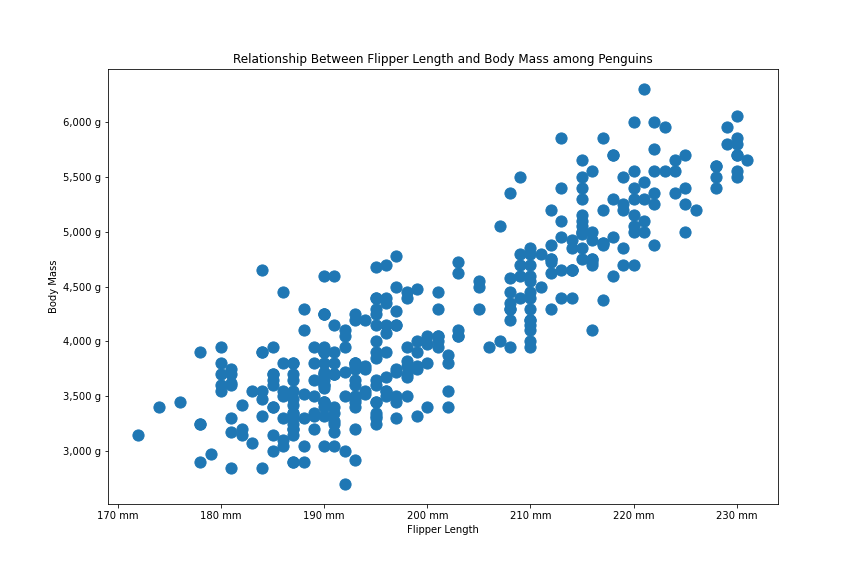 Relationship Between Flipper Length and Body Mass among Penguins
Body Mass
6,000 g
5,500 g
5,000 g
4,500 g
4,000 g
3,500 g
3,000 g
170 mm 180 mm 190 mm 200 mm 210 mm 220 mm 230 mm
Flipper Length